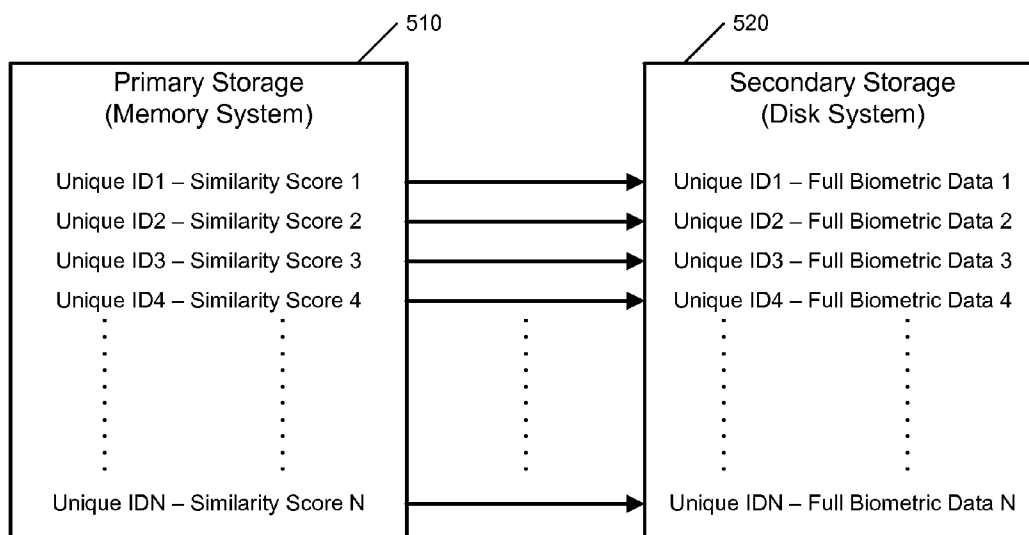 510
520
Primary Storage
(Memory System)
Unique ID1 – Similarity Score 1
Unique ID2 – Similarity Score 2
Unique ID3 – Similarity Score 3
Unique ID4 – Similarity Score 4
Unique IDN – Similarity Score N
Secondary Storage
(Disk System)
Unique ID1 – Full Biometric Data 1
Unique ID2 – Full Biometric Data 2
Unique ID3 – Full Biometric Data 3
Unique ID4 – Full Biometric Data 4
Unique IDN – Full Biometric Data N